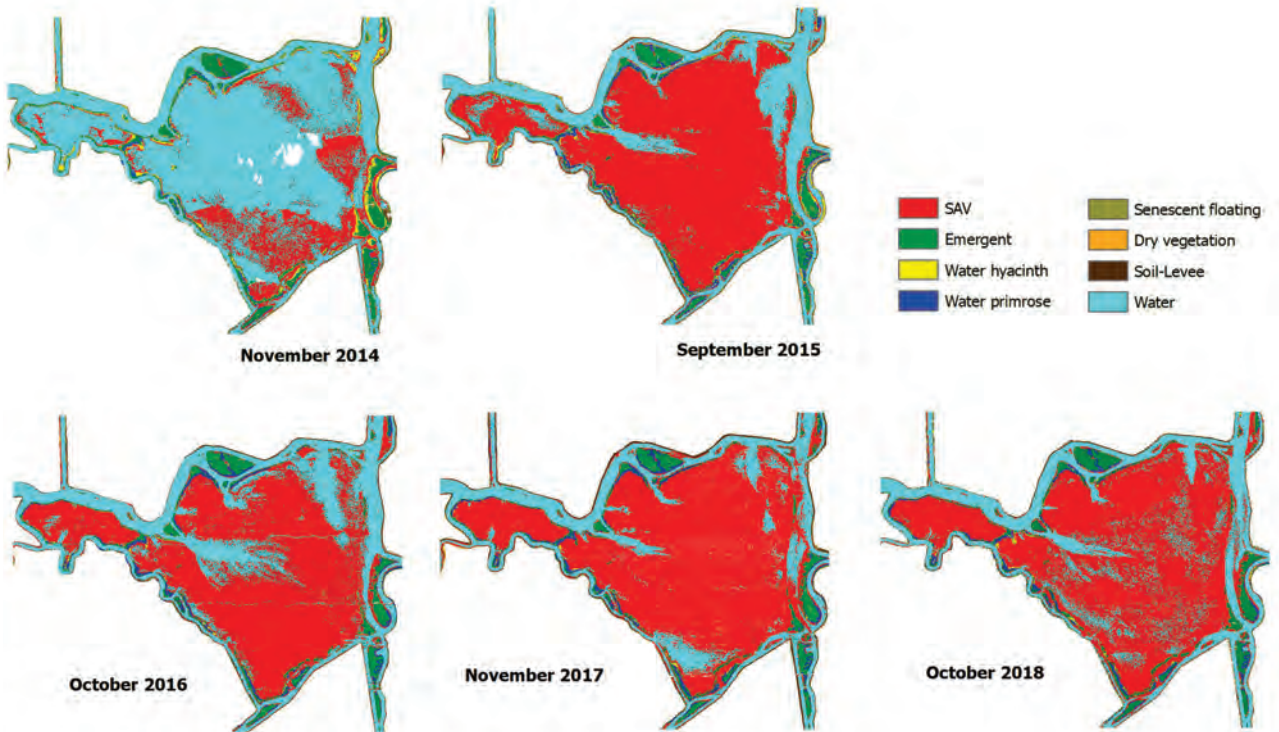 November 2014
September 2015
SAV
Emergent
Water hyacinth
Water primrose
Senescent floating
Dry vegetation
Soil-Levee
Water
October 2016
November 2017
October 2018